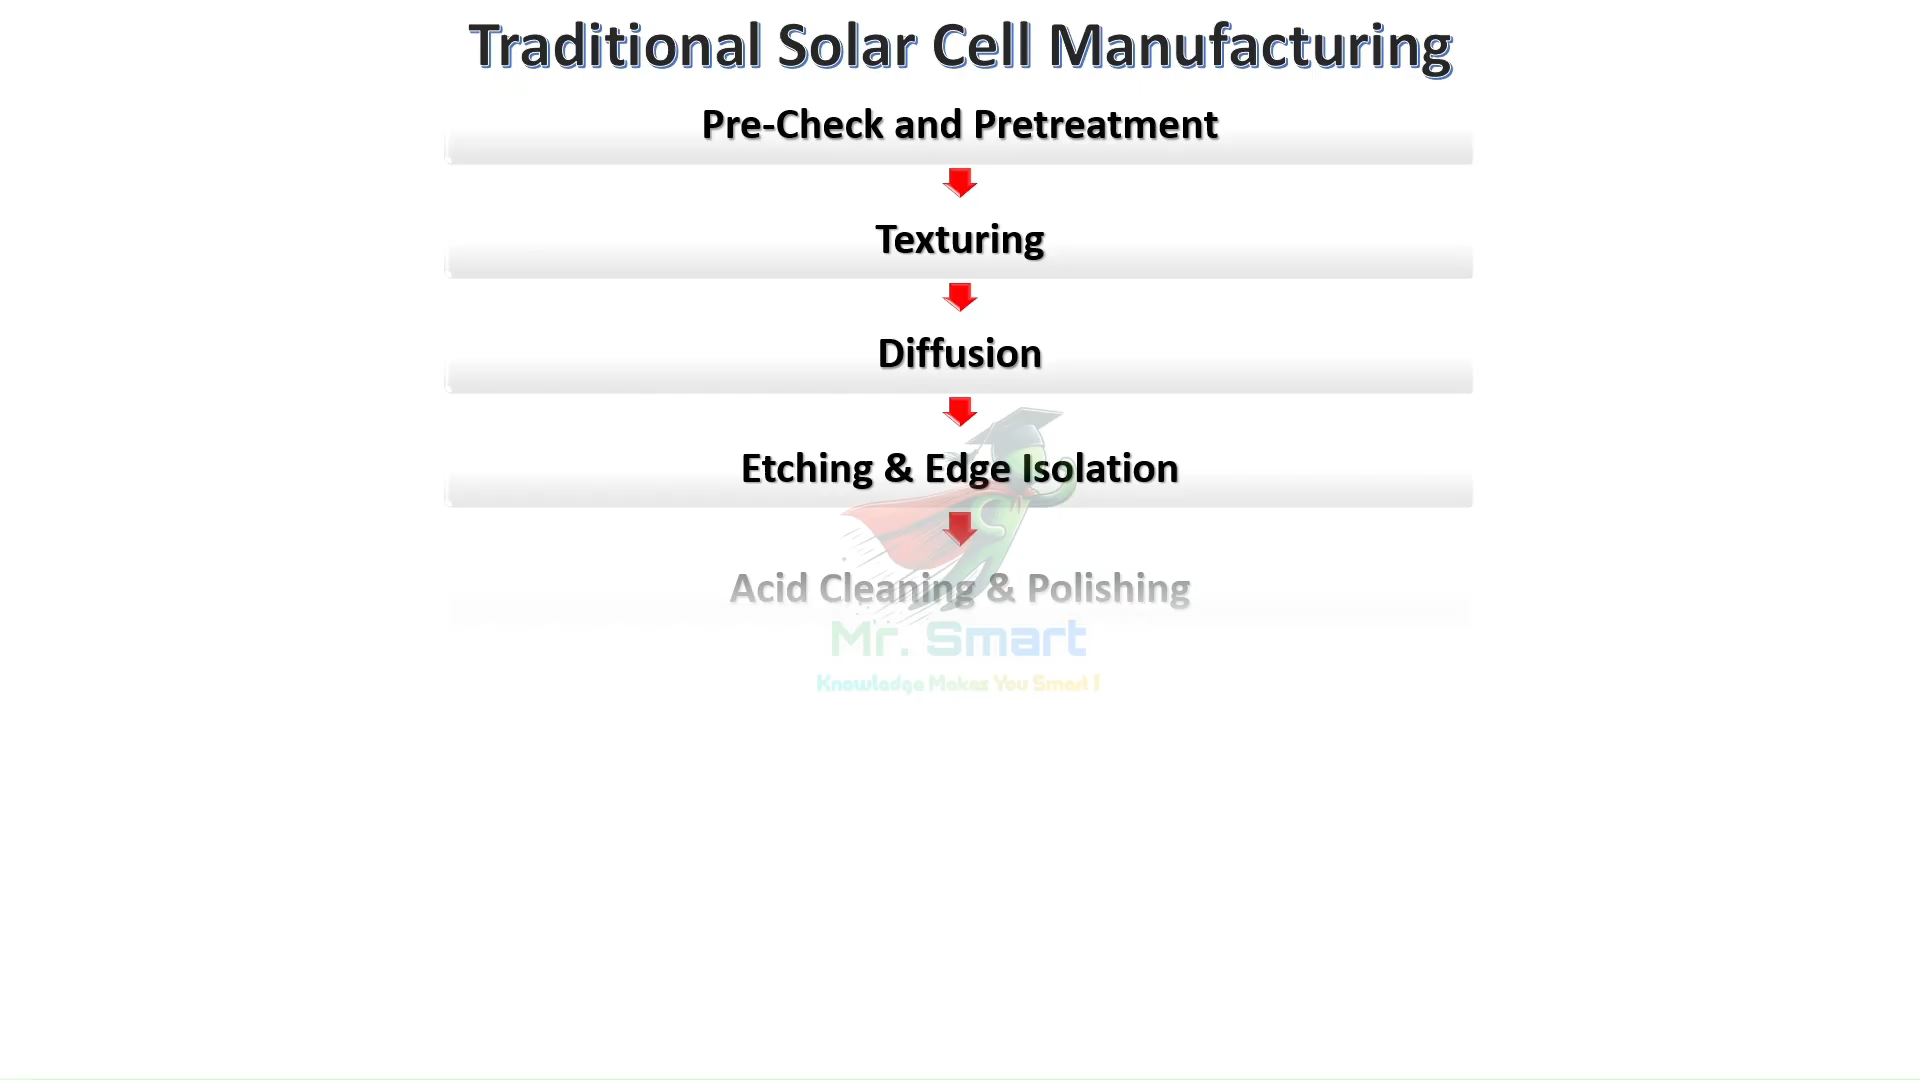 Traditional Solar Cell Manufacturing
Pre-Check and Pretreatment
Texturing
Diffusion
Etching & Edge Isolation
Acid Cleaning & Polishing
Mr. Smart
Knowledge Makes You Smart !